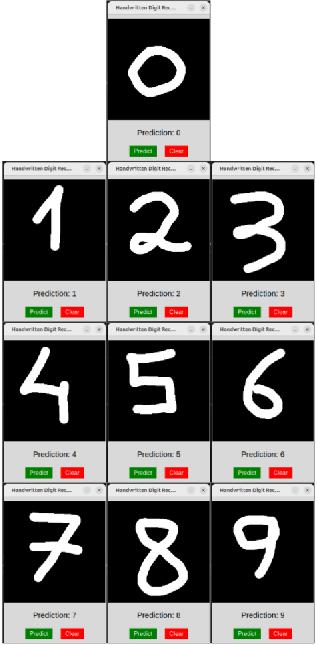 Handwritten Digit Rec...
0
Prediction: 0
Predict Clear
Handwritten Digit Rec... Handwritten Digit Rec... Handwritten Digit Rec...
1 2 3
Prediction: 1 Prediction: 2 Prediction: 3
Predict Clear Predict Clear Predict Clear
Handwritten Digit Rec... Handwritten Digit Rec... Handwritten Digit Rec...
4 5 6
Prediction: 4 Prediction: 5 Prediction: 6
Predict Clear Predict Clear Predict Clear
Handwritten Digit Rec... Handwritten Digit Rec... Handwritten Digit Rec...
7 8 9
Prediction: 7 Prediction: 8 Prediction: 9
Predict Clear Predict Clear Predict Clear